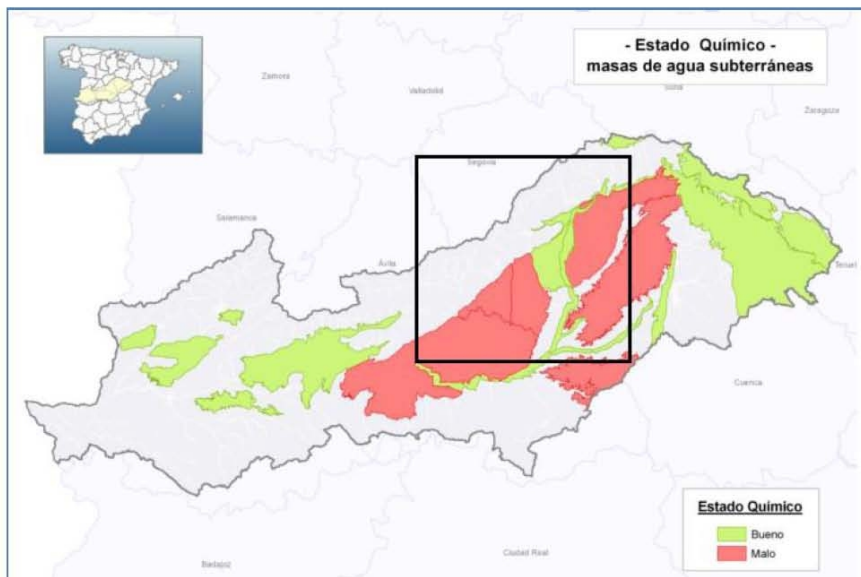 - Estado Químico -
masas de agua subterráneas
Zamora
Valladolid
Soria
Zaragoza
Segovia
Salamanca
Ávila
Teruel
Cuenca
Estado Químico
Bueno
Malo
Ciudad Real
Badajoz